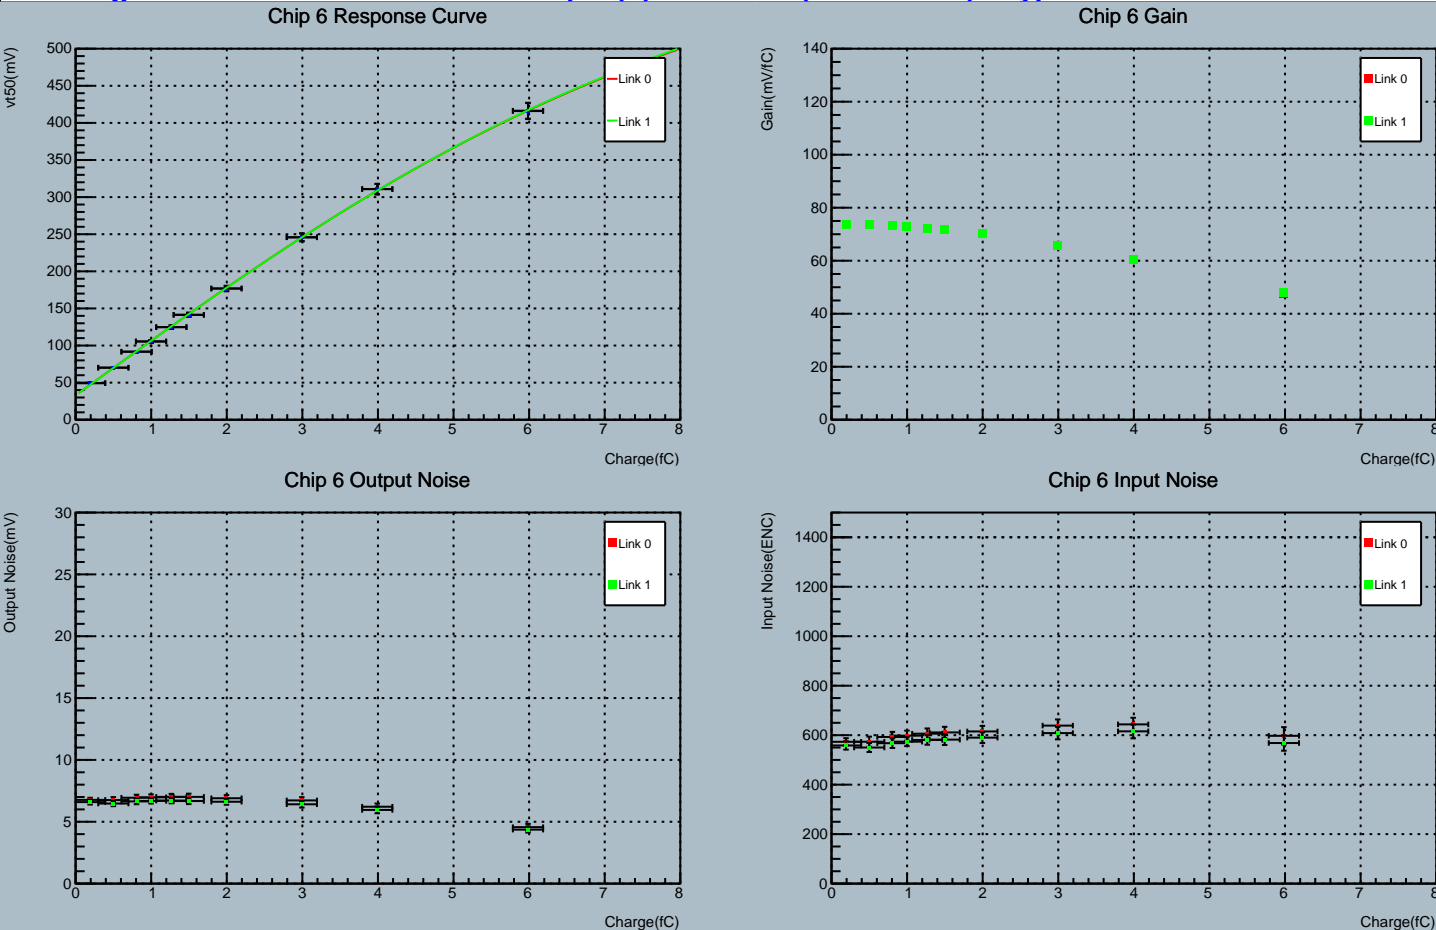 Chip 6 Response Curve
vt50(mV)
500
450
400
350
300
250
200
150
100
50
0
0 1 2 3 4 5 6 7 8
Charge(fC)
Link 0
Link 1
Chip 6 Gain
Gain(mV/fC)
140
120
100
80
60
40
20
0
0 1 2 3 4 5 6 7 8
Charge(fC)
Link 0
Link 1
Chip 6 Output Noise
Output Noise(mV)
30
25
20
15
10
5
0
0 1 2 3 4 5 6 7 8
Charge(fC)
Link 0
Link 1
Chip 6 Input Noise
Input Noise(ENC)
1400
1200
1000
800
600
400
200
0
0 1 2 3 4 5 6 7 8
Charge(fC)
Link 0
Link 1